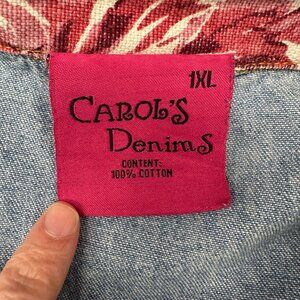 1XL
CAROL'S
Denims
CONTENT:
100% COTTON